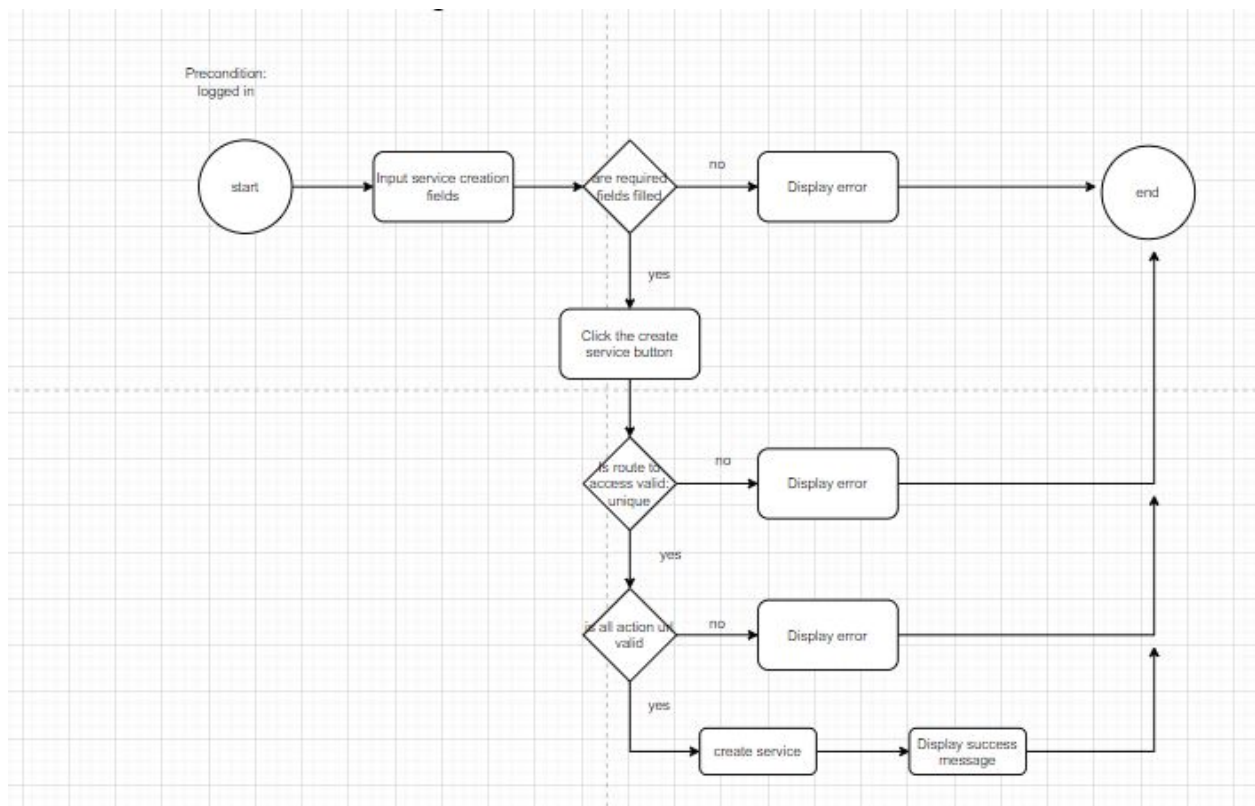 Precondition:
logged in
start
Input service creation
fields
are required
fields filled
no
Display error
end
yes
Click the create
service button
Is route to
access valid:
unique
no
Display error
yes
is all action url
valid
no
Display error
yes
create service
Display success
message